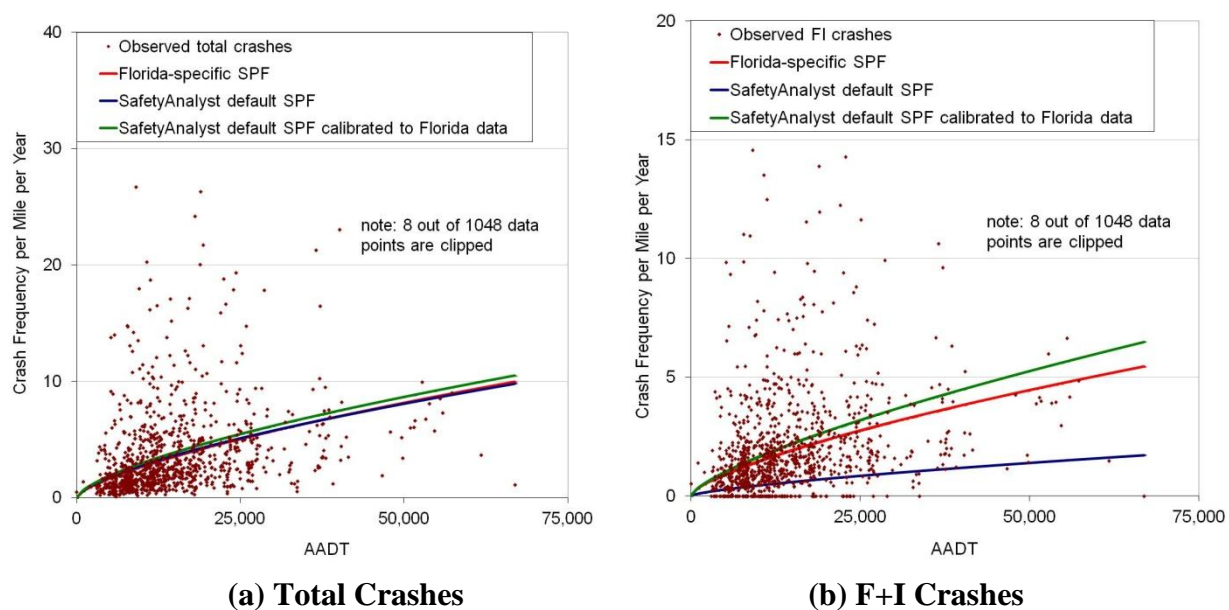 40
30
20
10
0
Crash Frequency per Mile per Year
Observed total crashes
Florida-specific SPF
SafetyAnalyst default SPF
SafetyAnalyst default SPF calibrated to Florida data
note: 8 out of 1048 data
points are clipped
0
25,000
50,000
75,000
AADT
(a) Total Crashes
20
15
10
5
0
Crash Frequency per Mile per Year
Observed FI crashes
Florida-specific SPF
SafetyAnalyst default SPF
SafetyAnalyst default SPF calibrated to Florida data
note: 8 out of 1048 data
points are clipped
0
25,000
50,000
75,000
AADT
(b) F+I Crashes